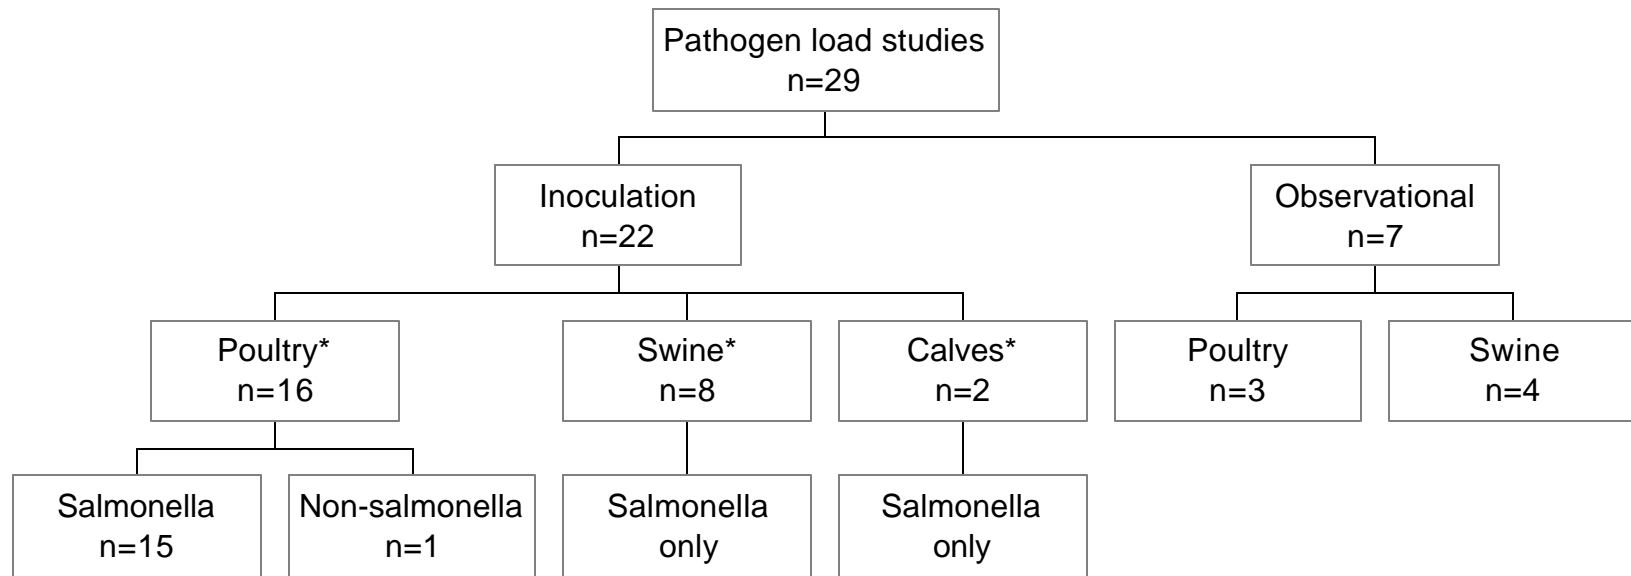 Pathogen load studies
n=29
Inoculation
n=22
Observational
n=7
Poultry*
n=16
Swine*
n=8
Calves*
n=2
Poultry
n=3
Swine
n=4
Salmonella
n=15
Non-salmonella
n=1
Salmonella
only
Salmonella
only